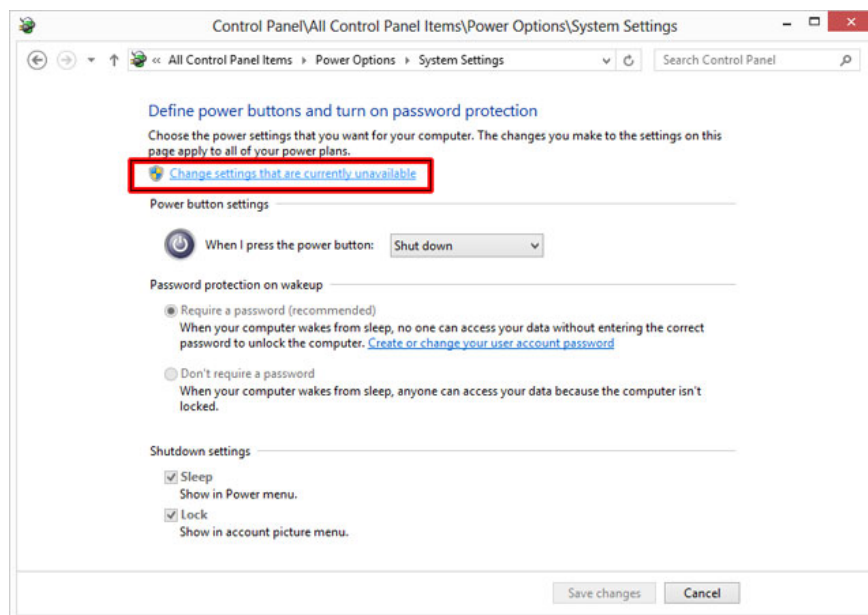 Control Panel\All Control Panel Items\Power Options\System Settings
« All Control Panel Items ▸ Power Options ▸ System Settings
Search Control Panel
Define power buttons and turn on password protection
Choose the power settings that you want for your computer. The changes you make to the settings on this
page apply to all of your power plans.
Change settings that are currently unavailable
Power button settings
When I press the power button: Shut down
Password protection on wakeup
Require a password (recommended)
When your computer wakes from sleep, no one can access your data without entering the correct
password to unlock the computer. Create or change your user account password
Don't require a password
When your computer wakes from sleep, anyone can access your data because the computer isn't
locked.
Shutdown settings
Sleep
Show in Power menu.
Lock
Show in account picture menu.
Save changes
Cancel